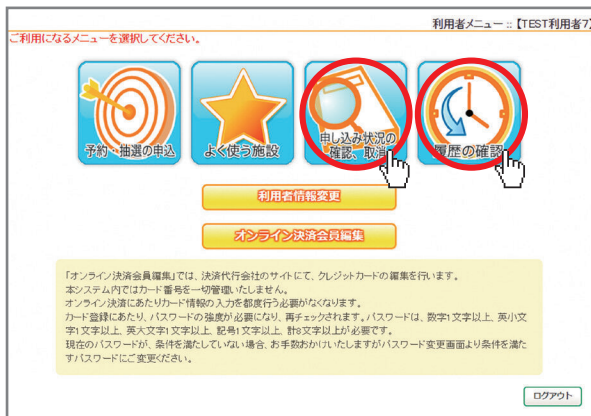 利用者メニュー :: 【TEST利用者7】
ご利用になるメニューを選択してください。
予約・抽選の申込
よく使う施設
申し込み状況の
確認、取消
履歴の確認
利用者情報変更
オンライン決済会員編集
「オンライン決済会員編集」では、決済代行会社のサイトにて、クレジットカードの編集を行います。
本システム内ではカード番号を一切管理いたしません。
オンライン決済にあたりカード情報の入力を都度行う必要がなくなります。
カード登録にあたり、パスワードの強度が必要になり、再チェックされます。パスワードは、数字1文字以上、英小文
字1文字以上、英大文字1文字以上、記号1文字以上、計8文字以上が必要です。
現在のパスワードが、条件を満たしていない場合、お手数おかけいたしますがパスワード変更画面より条件を満た
すパスワードにご変更ください。
ログアウト